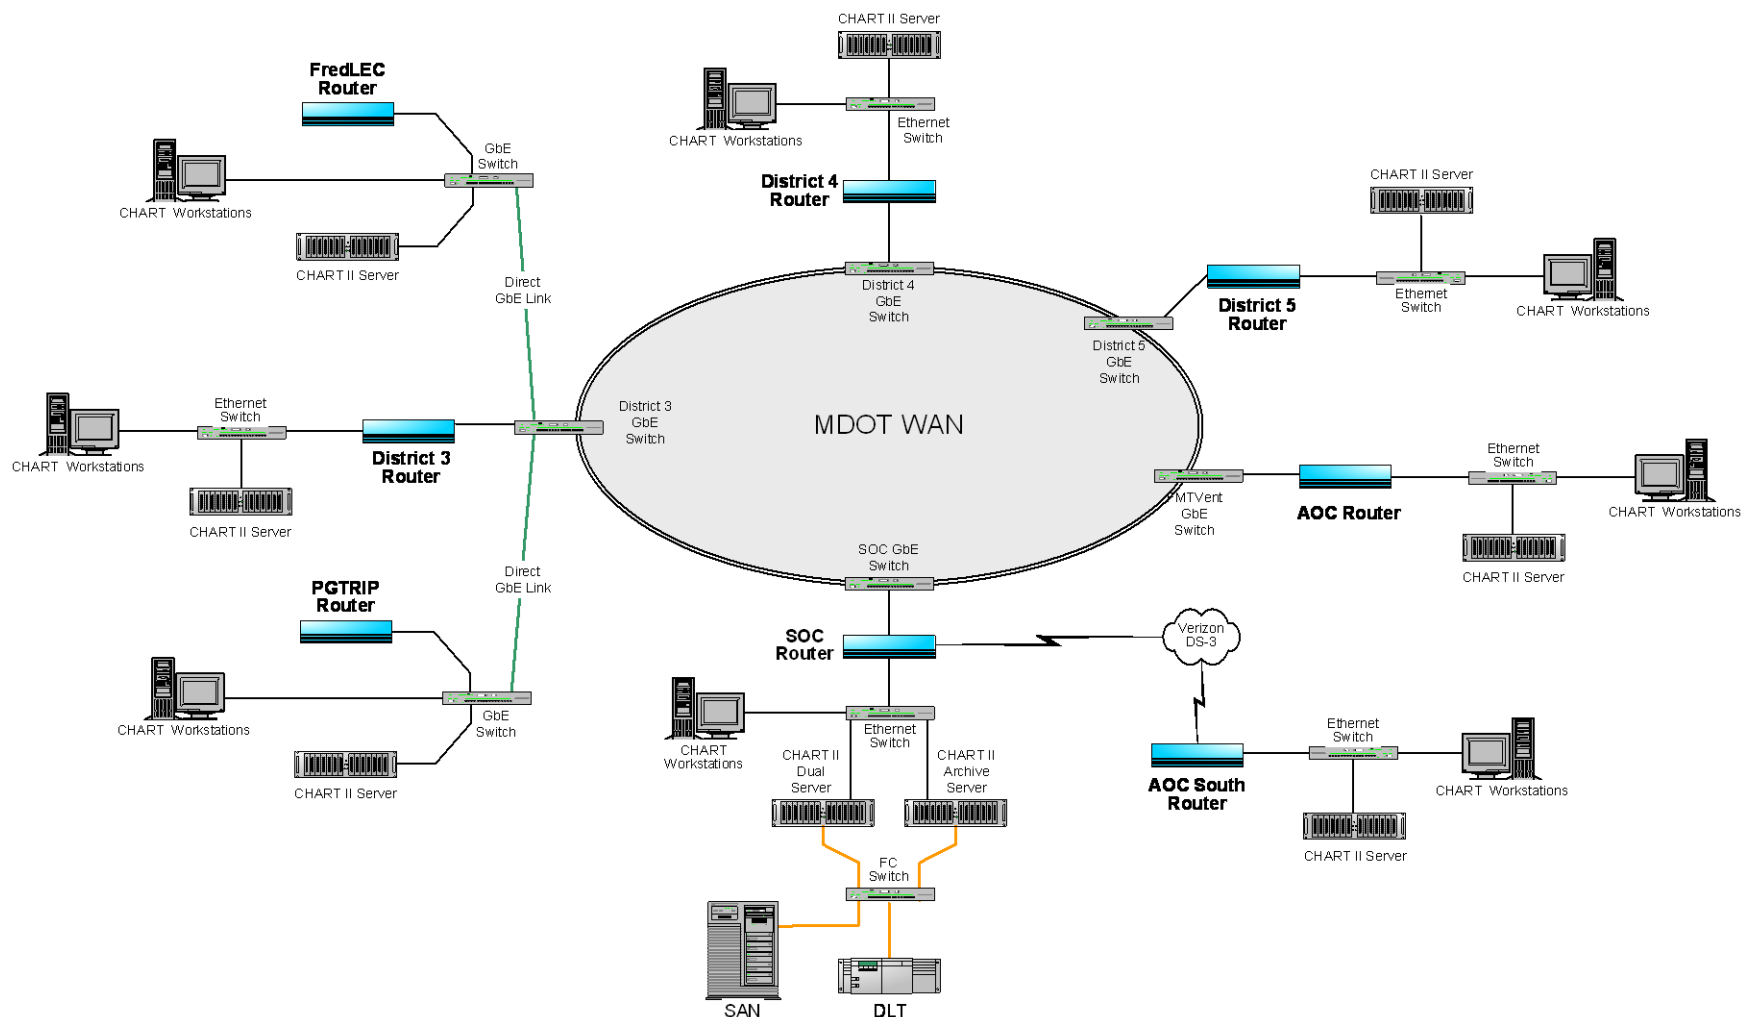 CHART II Server
FredLEC
Router
CHART Workstations
Ethernet
Switch
GbE
Switch
CHART Workstations
CHART II Server
District 4
Router
CHART II Server
Direct
GbE Link
District 4
GbE
Switch
District 5
Router
Ethernet
Switch
CHART Workstations
District 5
GbE
Switch
Ethernet
Switch
CHART Workstations
District 3
Router
CHART II Server
District 3
GbE
Switch
MDOT WAN
Ethernet
Switch
MTVent
GbE
Switch
AOC Router
CHART Workstations
CHART II Server
SOC GbE
Switch
Direct
GbE Link
PGTRIP
Router
SOC
Router
Verizon
DS-3
CHART Workstations
GbE
Switch
CHART II Server
CHART
Workstations
Ethernet
Switch
CHART II
Dual
Server
CHART II
Archive
Server
Ethernet
Switch
AOC South
Router
CHART Workstations
CHART II Server
FC
Switch
SAN
DLT